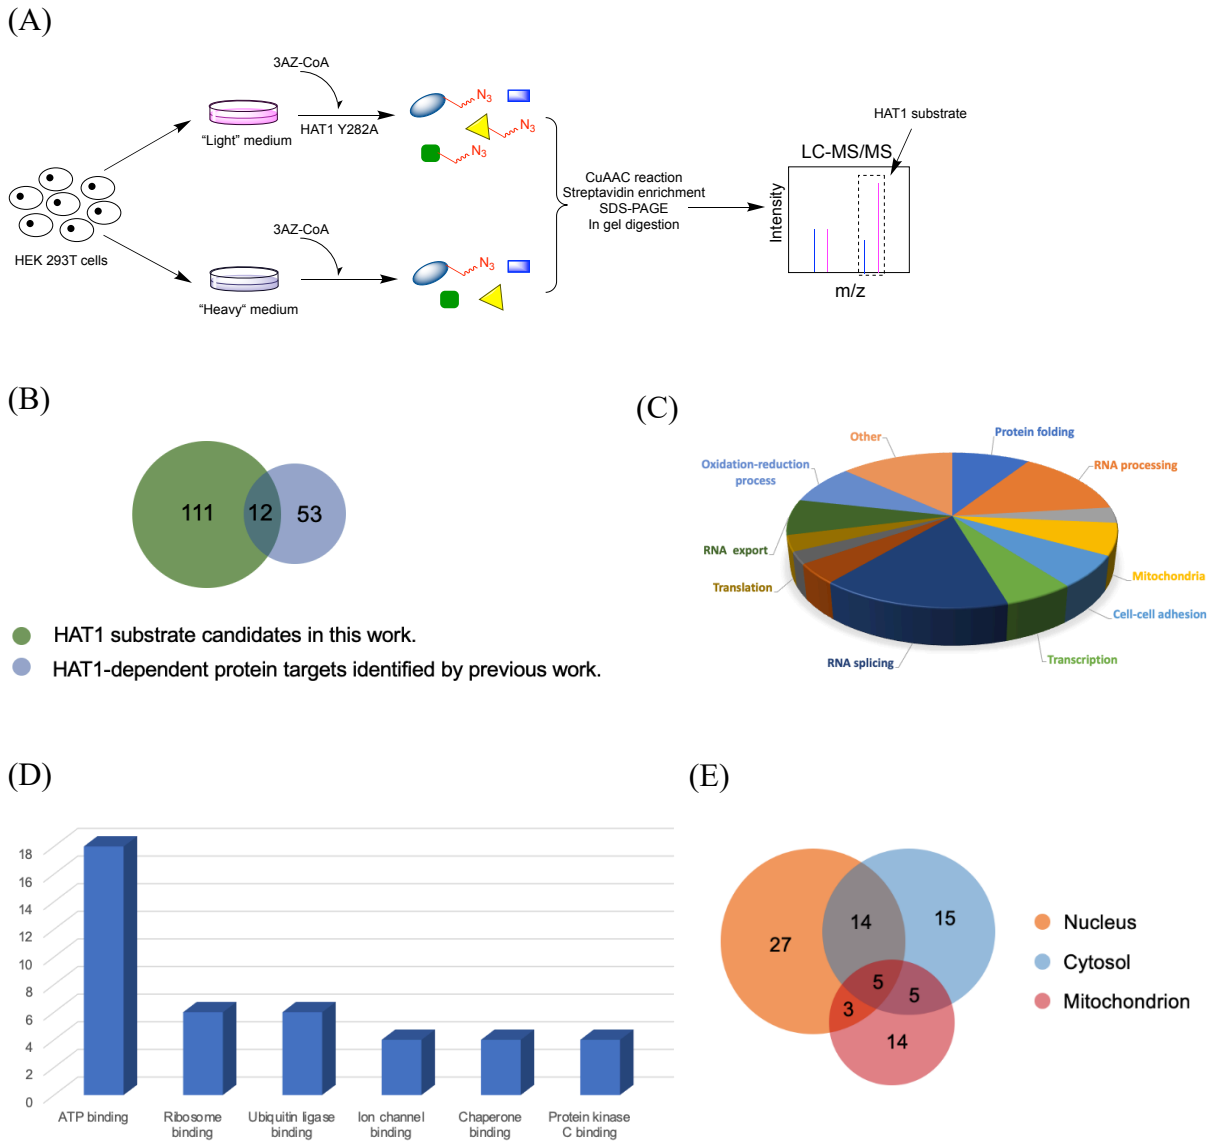 (A)
3AZ-CoA
"Light" medium
HAT1 Y282A
N3
N3
N3
HEK 293T cells
3AZ-CoA
"Heavy" medium
N3
CuAAC reaction
Streptavidin enrichment
SDS-PAGE
In gel digestion
HAT1 substrate
LC-MS/MS
Intensity
m/z
(B)
111
12
53
HAT1 substrate candidates in this work.
HAT1-dependent protein targets identified by previous work.
(C)
Other
Protein folding
Oxidation-reduction
process
RNA processing
RNA export
Mitochondria
Translation
Cell-cell adhesion
RNA splicing
Transcription
(D)
18
16
14
12
10
8
6
4
2
0
ATP binding
Ribosome
binding
Ubiquitin ligase
binding
Ion channel
binding
Chaperone
binding
Protein kinase
C binding
(E)
27
14
15
5
3
5
14
Nucleus
Cytosol
Mitochondrion